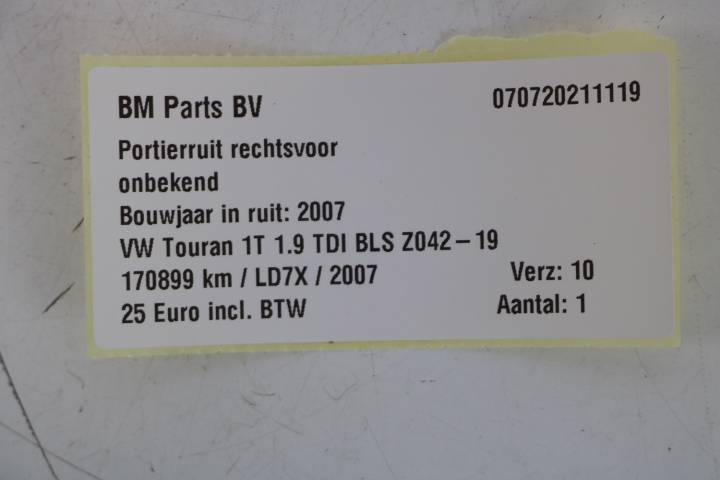 BM Parts BV 070720211119
Portierruit rechtsvoor
onbekend
Bouwjaar in ruit: 2007
VW Touran 1T 1.9 TDI BLS Z042-19
170899 km / LD7X / 2007 Verz: 10
25 Euro incl. BTW Aantal: 1